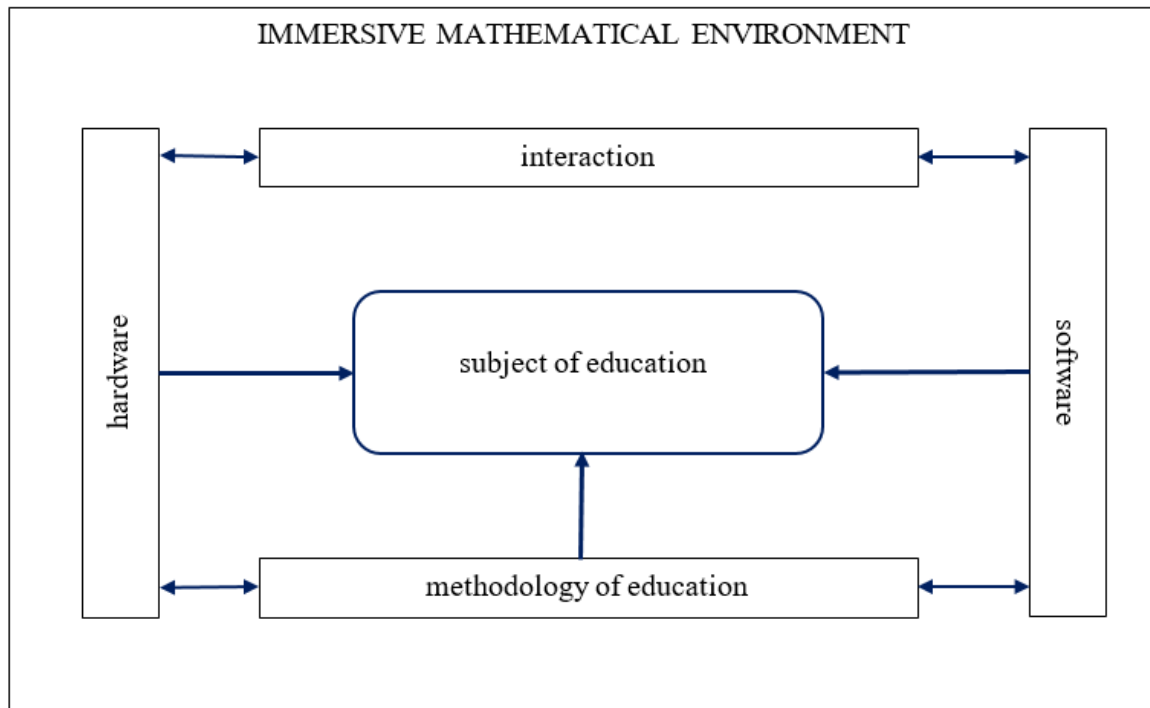 IMMERSIVE MATHEMATICAL ENVIRONMENT
interaction
hardware
subject of education
software
methodology of education